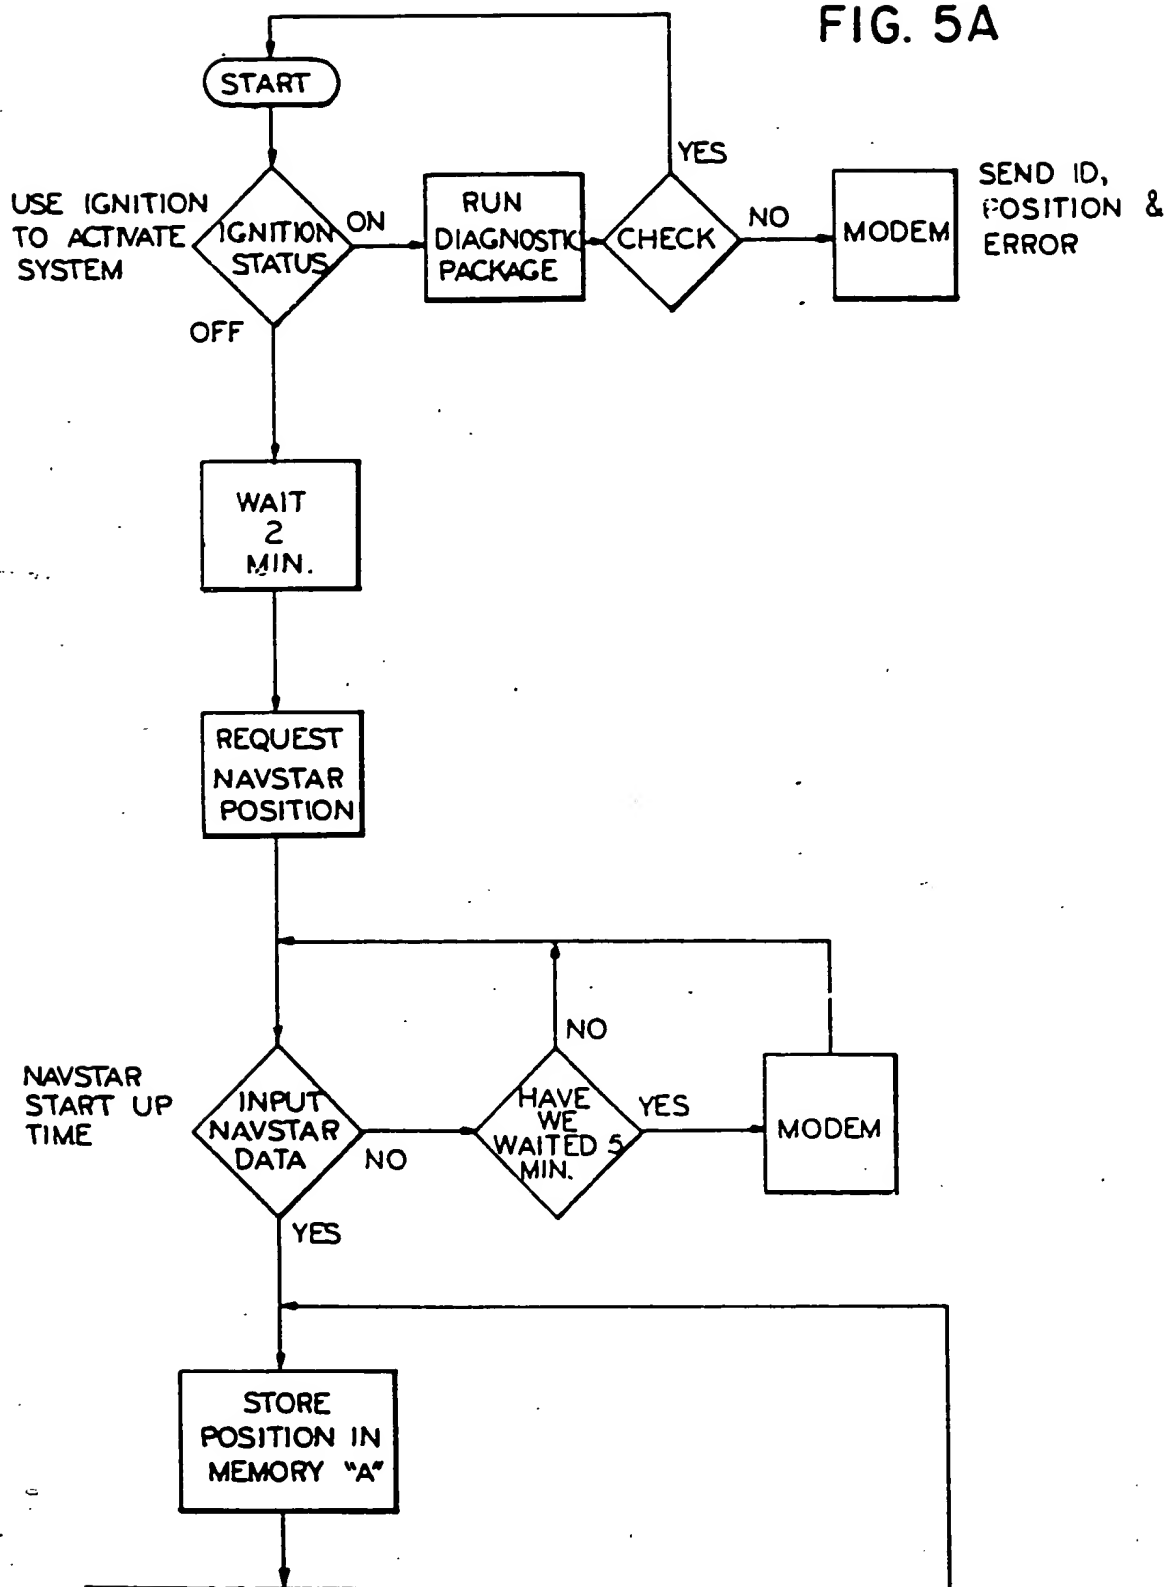 FIG. 5A
START
YES
USE IGNITION
TO ACTIVATE
SYSTEM
IGNITION
STATUS
ON
RUN
DIAGNOSTIC
PACKAGE
CHECK
NO
MODEM
SEND ID,
POSITION &
ERROR
OFF
WAIT
2
MIN.
REQUEST
NAVSTAR
POSITION
NO
NAVSTAR
START UP
TIME
INPUT
NAVSTAR
DATA
NO
HAVE
WE
WAITED 5
MIN.
YES
MODEM
YES
STORE
POSITION IN
MEMORY "A"